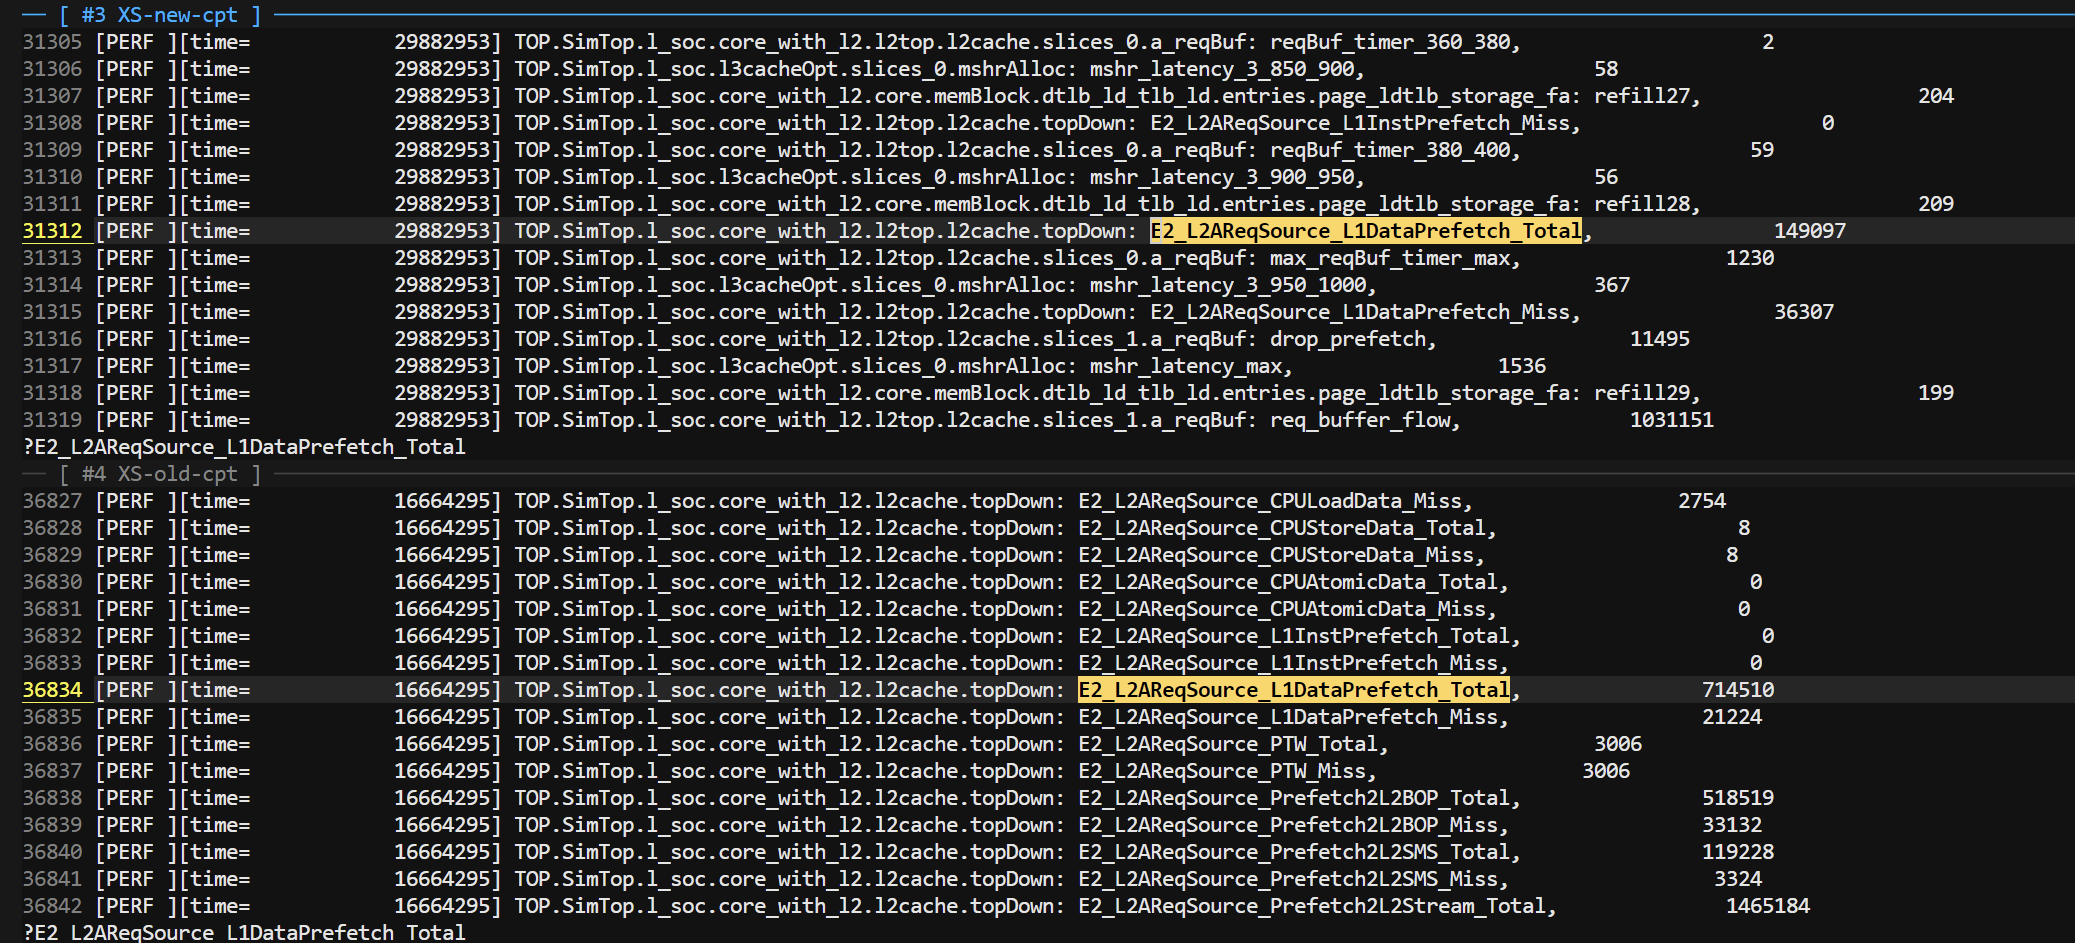 [ #3 XS-new-cpt ]
31305 [PERF ][time=            29882953] TOP.SimTop.l_soc.core_with_l2.l2top.l2cache.slices_0.a_reqBuf: reqBuf_timer_360_380,                    2
31306 [PERF ][time=            29882953] TOP.SimTop.l_soc.l3cacheOpt.slices_0.mshrAlloc: mshr_latency_3_850_900,                   58
31307 [PERF ][time=            29882953] TOP.SimTop.l_soc.core_with_l2.core.memBlock.dtlb_ld_tlb_ld.entries.page_ldtlb_storage_fa: refill27,                  204
31308 [PERF ][time=            29882953] TOP.SimTop.l_soc.core_with_l2.l2top.l2cache.topDown: E2_L2AReqSource_L1InstPrefetch_Miss,                    0
31309 [PERF ][time=            29882953] TOP.SimTop.l_soc.core_with_l2.l2top.l2cache.slices_0.a_reqBuf: reqBuf_timer_380_400,                   59
31310 [PERF ][time=            29882953] TOP.SimTop.l_soc.l3cacheOpt.slices_0.mshrAlloc: mshr_latency_3_900_950,                   56
31311 [PERF ][time=            29882953] TOP.SimTop.l_soc.core_with_l2.core.memBlock.dtlb_ld_tlb_ld.entries.page_ldtlb_storage_fa: refill28,                  209
31312 [PERF ][time=            29882953] TOP.SimTop.l_soc.core_with_l2.l2top.l2cache.topDown: E2_L2AReqSource_L1DataPrefetch_Total,               149097
31313 [PERF ][time=            29882953] TOP.SimTop.l_soc.core_with_l2.l2top.l2cache.slices_0.a_reqBuf: max_reqBuf_timer_max,                 1230
31314 [PERF ][time=            29882953] TOP.SimTop.l_soc.l3cacheOpt.slices_0.mshrAlloc: mshr_latency_3_950_1000,                  367
31315 [PERF ][time=            29882953] TOP.SimTop.l_soc.core_with_l2.l2top.l2cache.topDown: E2_L2AReqSource_L1DataPrefetch_Miss,                36307
31316 [PERF ][time=            29882953] TOP.SimTop.l_soc.core_with_l2.l2top.l2cache.slices_1.a_reqBuf: drop_prefetch,                11495
31317 [PERF ][time=            29882953] TOP.SimTop.l_soc.l3cacheOpt.slices_0.mshrAlloc: mshr_latency_max,                 1536
31318 [PERF ][time=            29882953] TOP.SimTop.l_soc.core_with_l2.core.memBlock.dtlb_ld_tlb_ld.entries.page_ldtlb_storage_fa: refill29,                  199
31319 [PERF ][time=            29882953] TOP.SimTop.l_soc.core_with_l2.l2top.l2cache.slices_1.a_reqBuf: req_buffer_flow,              1031151
?E2_L2AReqSource_L1DataPrefetch_Total
[ #4 XS-old-cpt ]
36827 [PERF ][time=            16664295] TOP.SimTop.l_soc.core_with_l2.l2cache.topDown: E2_L2AReqSource_CPULoadData_Miss,                 2754
36828 [PERF ][time=            16664295] TOP.SimTop.l_soc.core_with_l2.l2cache.topDown: E2_L2AReqSource_CPUStoreData_Total,                    8
36829 [PERF ][time=            16664295] TOP.SimTop.l_soc.core_with_l2.l2cache.topDown: E2_L2AReqSource_CPUStoreData_Miss,                    8
36830 [PERF ][time=            16664295] TOP.SimTop.l_soc.core_with_l2.l2cache.topDown: E2_L2AReqSource_CPUAtomicData_Total,                    0
36831 [PERF ][time=            16664295] TOP.SimTop.l_soc.core_with_l2.l2cache.topDown: E2_L2AReqSource_CPUAtomicData_Miss,                    0
36832 [PERF ][time=            16664295] TOP.SimTop.l_soc.core_with_l2.l2cache.topDown: E2_L2AReqSource_L1InstPrefetch_Total,                    0
36833 [PERF ][time=            16664295] TOP.SimTop.l_soc.core_with_l2.l2cache.topDown: E2_L2AReqSource_L1InstPrefetch_Miss,                    0
36834 [PERF ][time=            16664295] TOP.SimTop.l_soc.core_with_l2.l2cache.topDown: E2_L2AReqSource_L1DataPrefetch_Total,               714510
36835 [PERF ][time=            16664295] TOP.SimTop.l_soc.core_with_l2.l2cache.topDown: E2_L2AReqSource_L1DataPrefetch_Miss,                21224
36836 [PERF ][time=            16664295] TOP.SimTop.l_soc.core_with_l2.l2cache.topDown: E2_L2AReqSource_PTW_Total,                 3006
36837 [PERF ][time=            16664295] TOP.SimTop.l_soc.core_with_l2.l2cache.topDown: E2_L2AReqSource_PTW_Miss,                 3006
36838 [PERF ][time=            16664295] TOP.SimTop.l_soc.core_with_l2.l2cache.topDown: E2_L2AReqSource_Prefetch2L2BOP_Total,               518519
36839 [PERF ][time=            16664295] TOP.SimTop.l_soc.core_with_l2.l2cache.topDown: E2_L2AReqSource_Prefetch2L2BOP_Miss,                33132
36840 [PERF ][time=            16664295] TOP.SimTop.l_soc.core_with_l2.l2cache.topDown: E2_L2AReqSource_Prefetch2L2SMS_Total,               119228
36841 [PERF ][time=            16664295] TOP.SimTop.l_soc.core_with_l2.l2cache.topDown: E2_L2AReqSource_Prefetch2L2SMS_Miss,                 3324
36842 [PERF ][time=            16664295] TOP.SimTop.l_soc.core_with_l2.l2cache.topDown: E2_L2AReqSource_Prefetch2L2Stream_Total,              1465184
?E2_L2AReqSource_L1DataPrefetch_Total